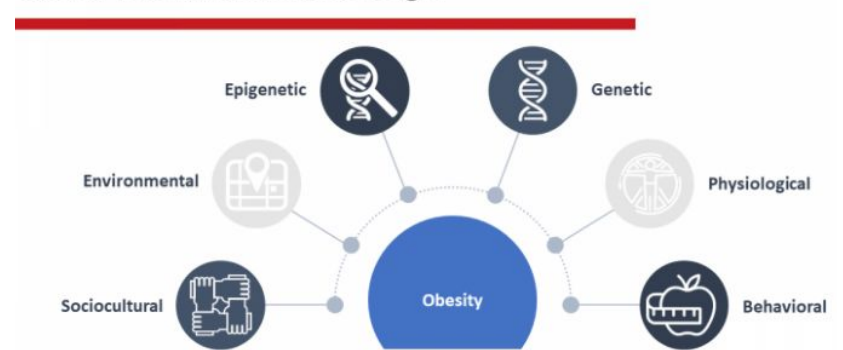 Epigenetic
Genetic
Environmental
Physiological
Sociocultural
Obesity
Behavioral